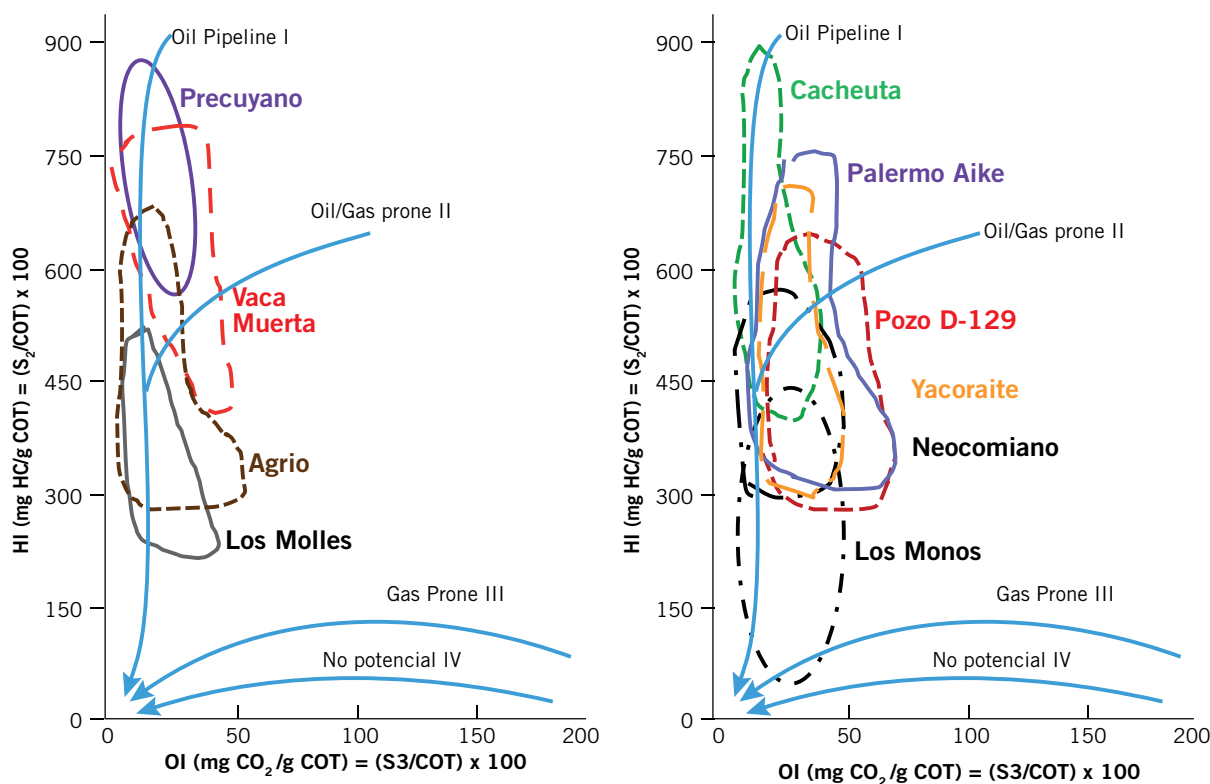 900
750
600
450
300
150
0
HI (mg HC/g COT) = (S₂/COT) x 100
Oil Pipeline I
Precuyano
Oil/Gas prone II
Vaca
Muerta
Agrio
Los Molles
Gas Prone III
No potencial IV
0
50
100
150
200
OI (mg CO₂/g COT) = (S3/COT) x 100
900
750
600
450
300
150
0
HI (mg HC/g COT) = (S₂/COT) x 100
Oil Pipeline I
Cacheuta
Palermo Aike
Oil/Gas prone II
Pozo D-129
Yacoraite
Neocomiano
Los Monos
Gas Prone III
No potencial IV
0
50
100
150
200
OI (mg CO₂/g COT) = (S3/COT) x 100